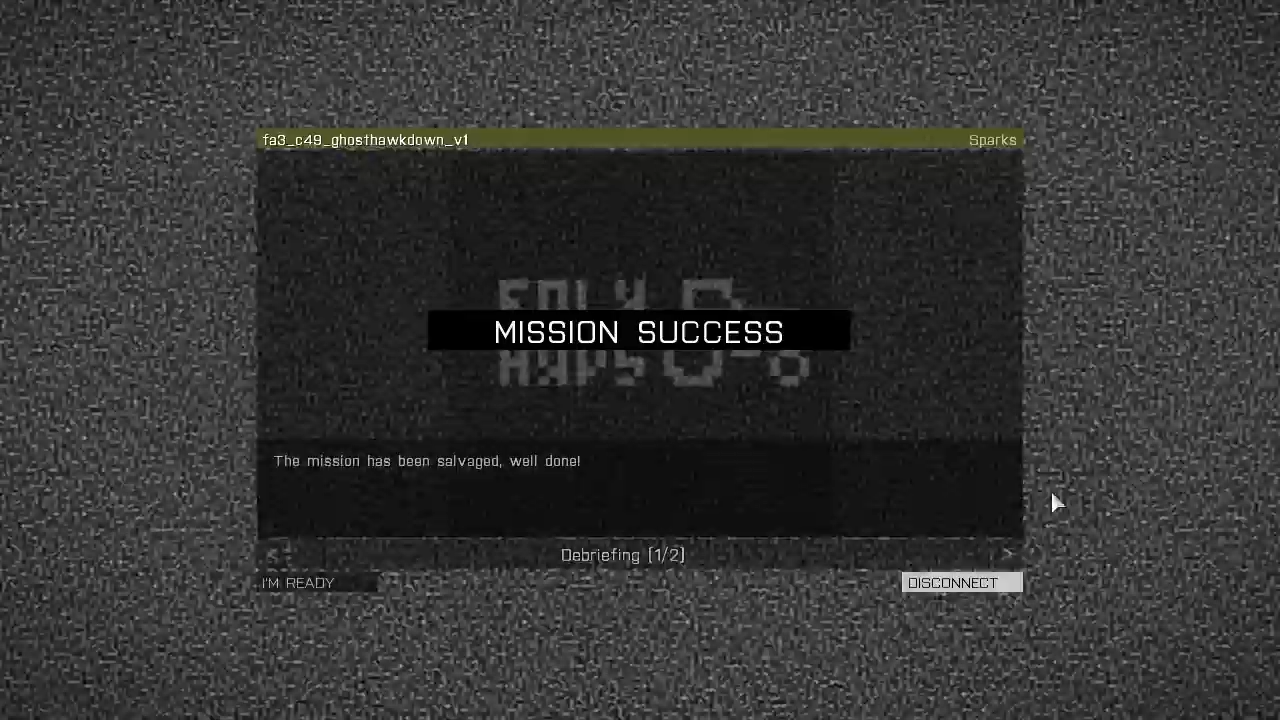 fa3_c49_ghosthawkdown_v1 Sparks
MISSION SUCCESS
The mission has been salvaged, well done!
Debriefing [1/2] >
I'M READY DISCONNECT